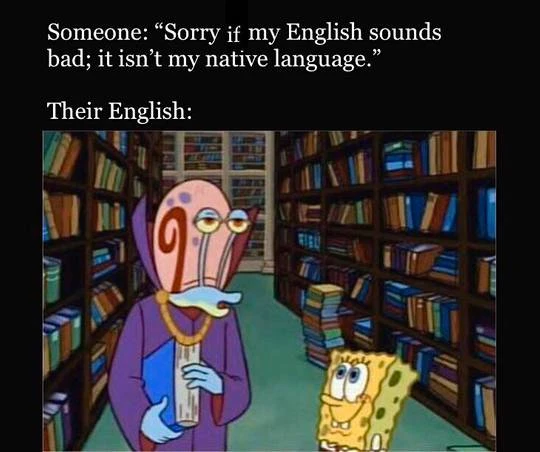 Someone: “Sorry if my English sounds
bad; it isn’t my native language.”
Their English: